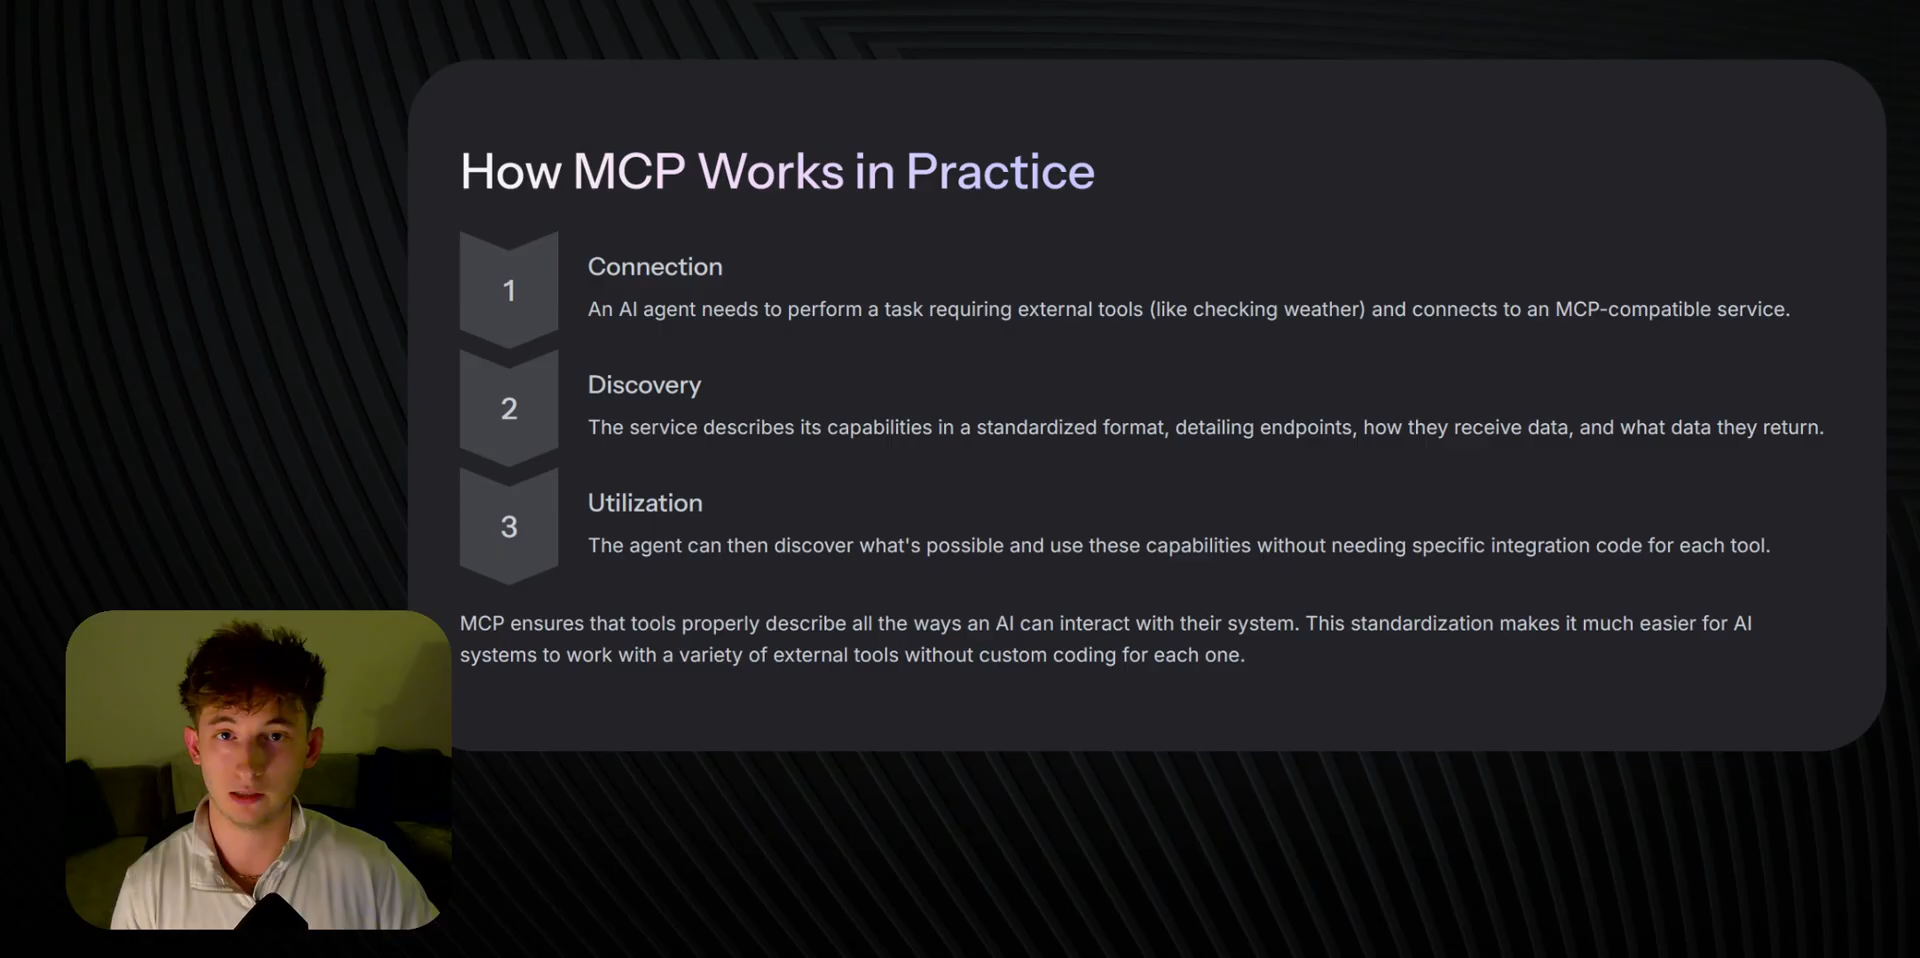 How MCP Works in Practice
1
Connection
An AI agent needs to perform a task requiring external tools (like checking weather) and connects to an MCP-compatible service.
2
Discovery
The service describes its capabilities in a standardized format, detailing endpoints, how they receive data, and what data they return.
3
Utilization
The agent can then discover what's possible and use these capabilities without needing specific integration code for each tool.
MCP ensures that tools properly describe all the ways an AI can interact with their system. This standardization makes it much easier for AI
systems to work with a variety of external tools without custom coding for each one.